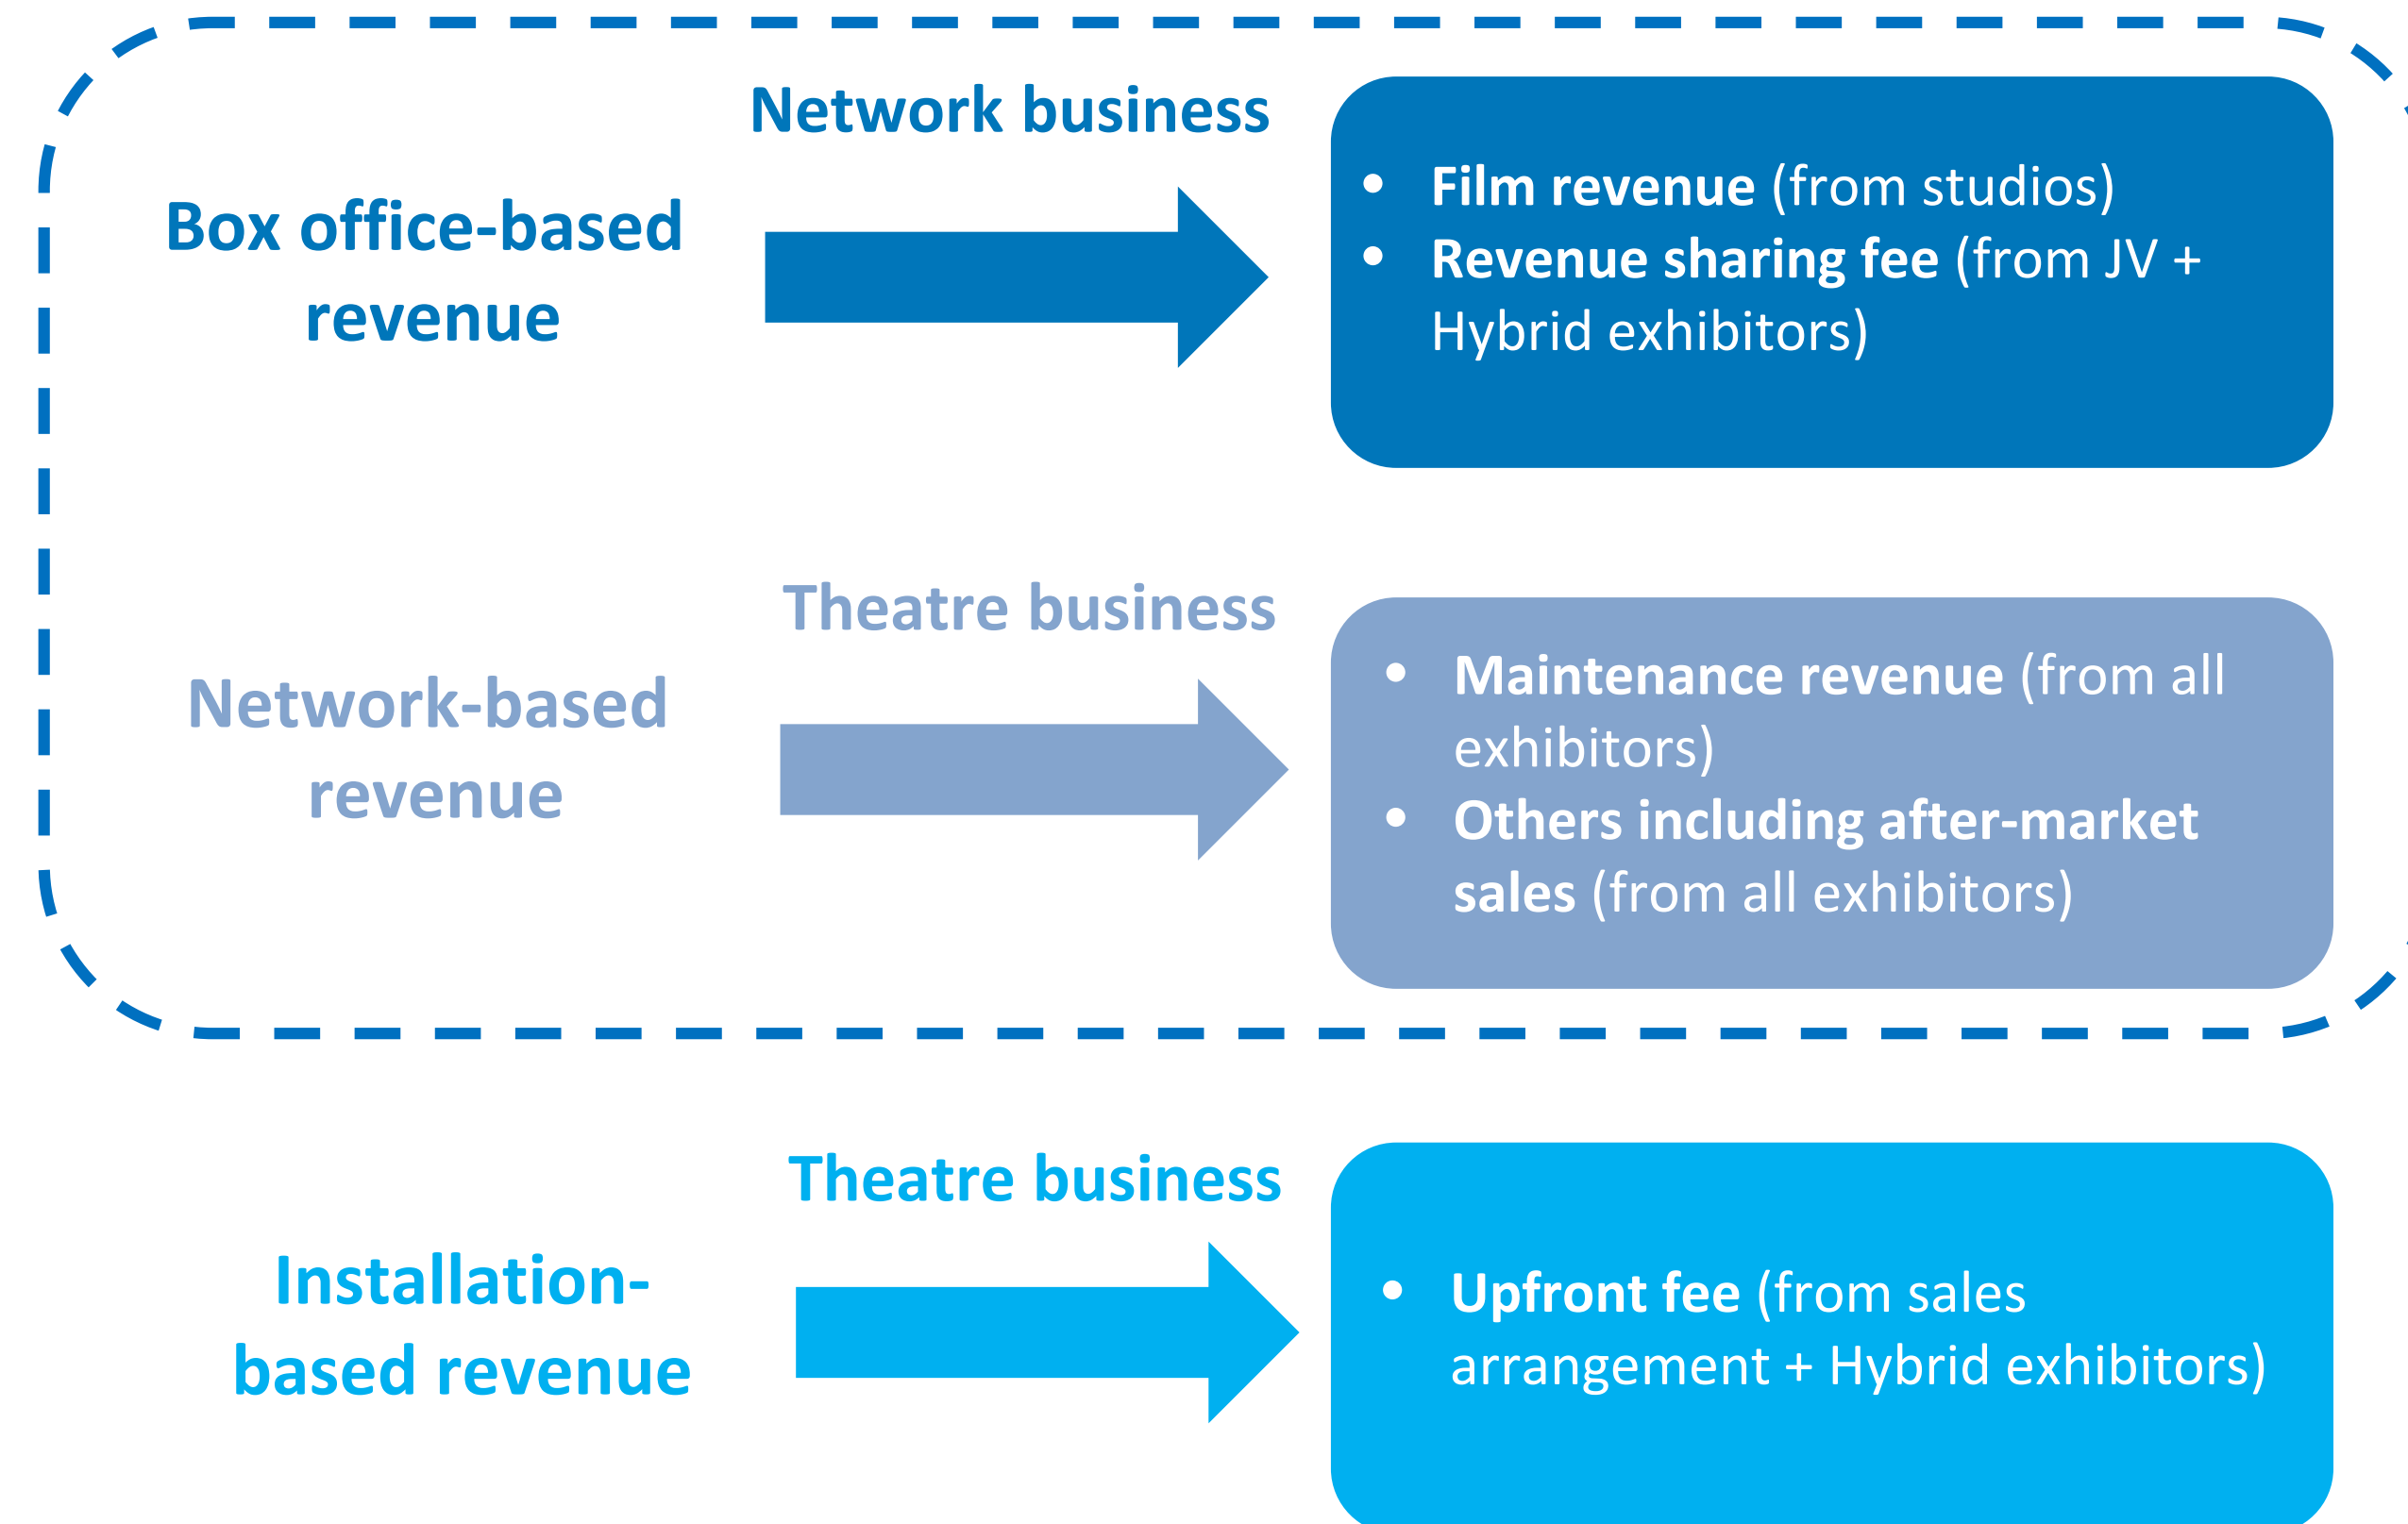 Network business
Box office-based
revenue
• Film revenue (from studios)
• Revenue sharing fee (from JV +
Hybrid exhibitors)
Theatre business
Network-based
revenue
• Maintenance revenue (from all
exhibitors)
• Others including after-market
sales (from all exhibitors)
Theatre business
Installation-
based revenue
• Upfront fee (from sales
arrangement + Hybrid exhibitors)